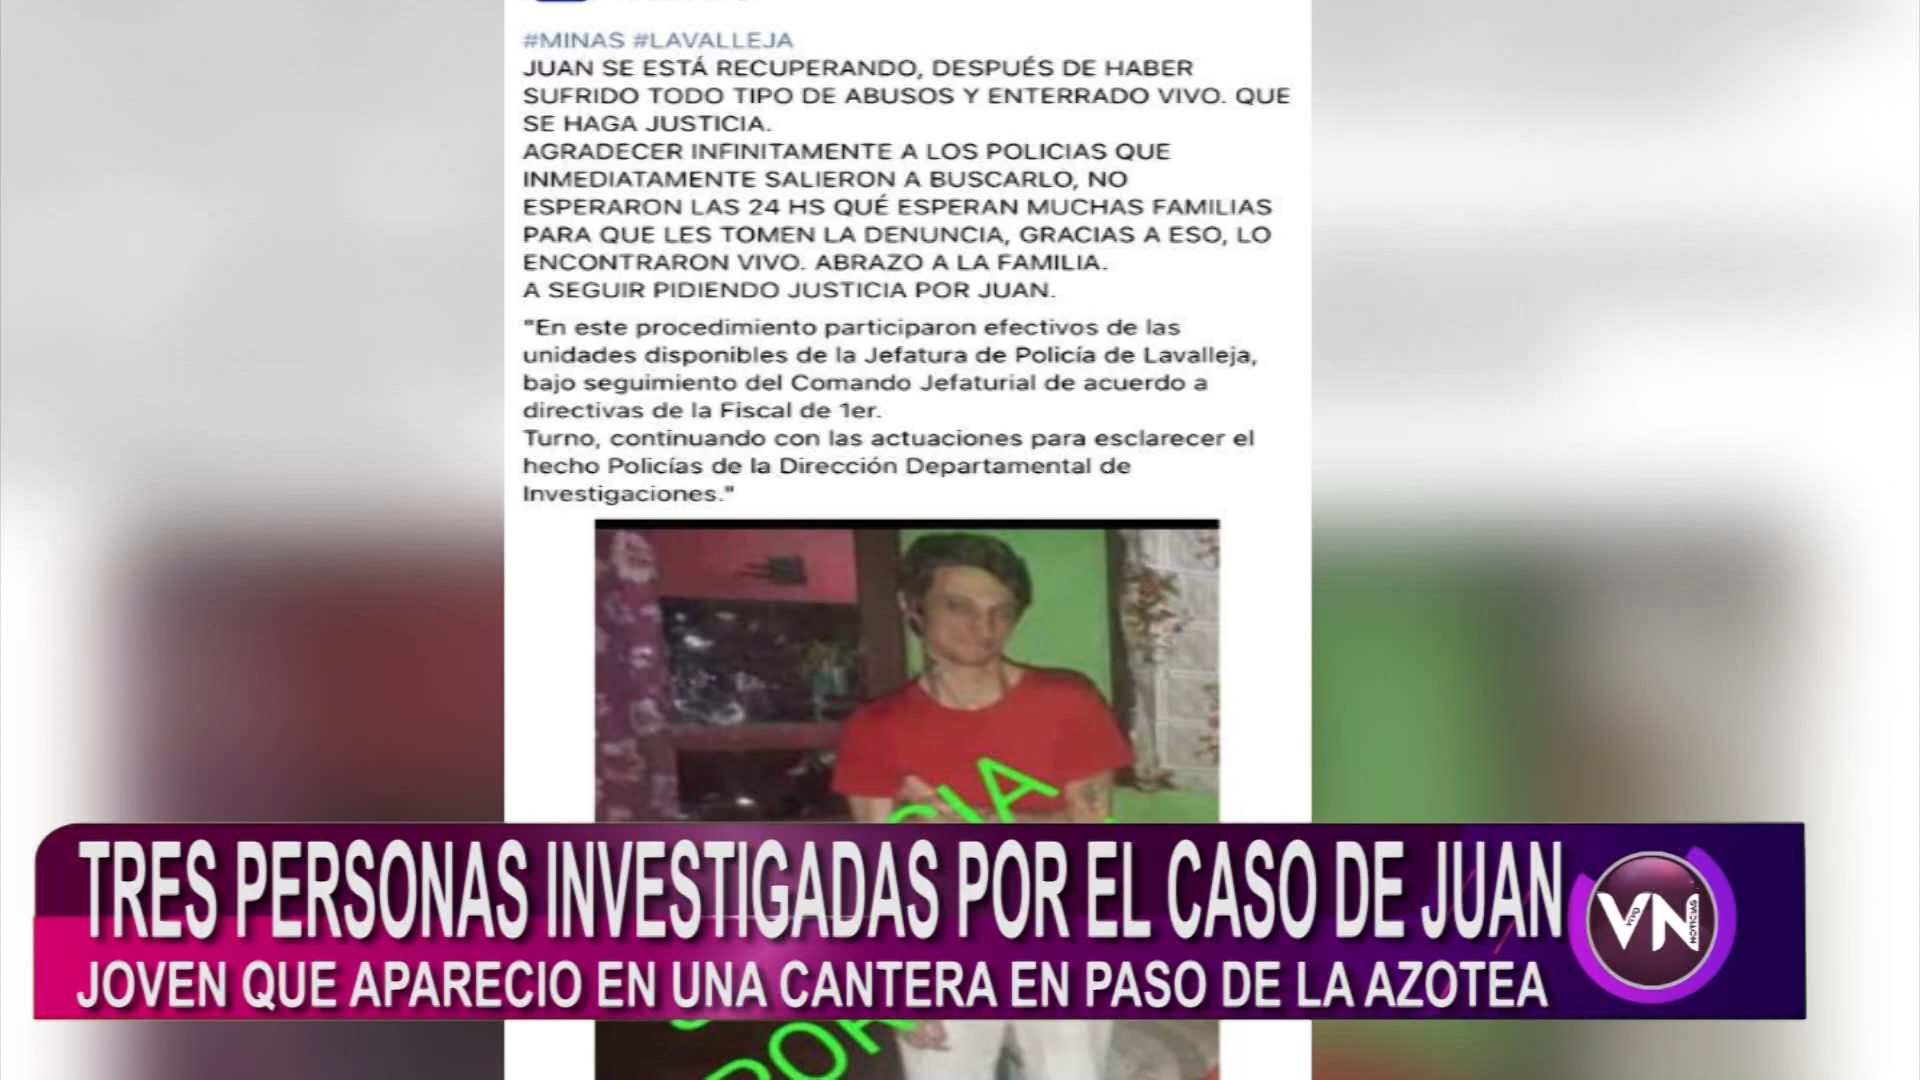 #MINAS #LAVALLEJA
JUAN SE ESTÁ RECUPERANDO, DESPUÉS DE HABER
SUFRIDO TODO TIPO DE ABUSOS Y ENTERRADO VIVO. QUE
SE HAGA JUSTICIA.
AGRADECER INFINITAMENTE A LOS POLICIAS QUE
INMEDIATAMENTE SALIERON A BUSCARLO, NO
ESPERARON LAS 24 HS QUÉ ESPERAN MUCHAS FAMILIAS
PARA QUE LES TOMEN LA DENUNCIA, GRACIAS A ESO, LO
ENCONTRARON VIVO. ABRAZO A LA FAMILIA.
A SEGUIR PIDIENDO JUSTICIA POR JUAN.
"En este procedimiento participaron efectivos de las
unidades disponibles de la Jefatura de Policía de Lavalleja,
bajo seguimiento del Comando Jefaturial de acuerdo a
directivas de la Fiscal de 1er.
Turno, continuando con las actuaciones para esclarecer el
hecho Policías de la Dirección Departamental de
Investigaciones."
CIA
TRES PERSONAS INVESTIGADAS POR EL CASO DE JUAN
JOVEN QUE APARECIO EN UNA CANTERA EN PASO DE LA AZOTEA
VN
VIVO
NOTICIAS
POR